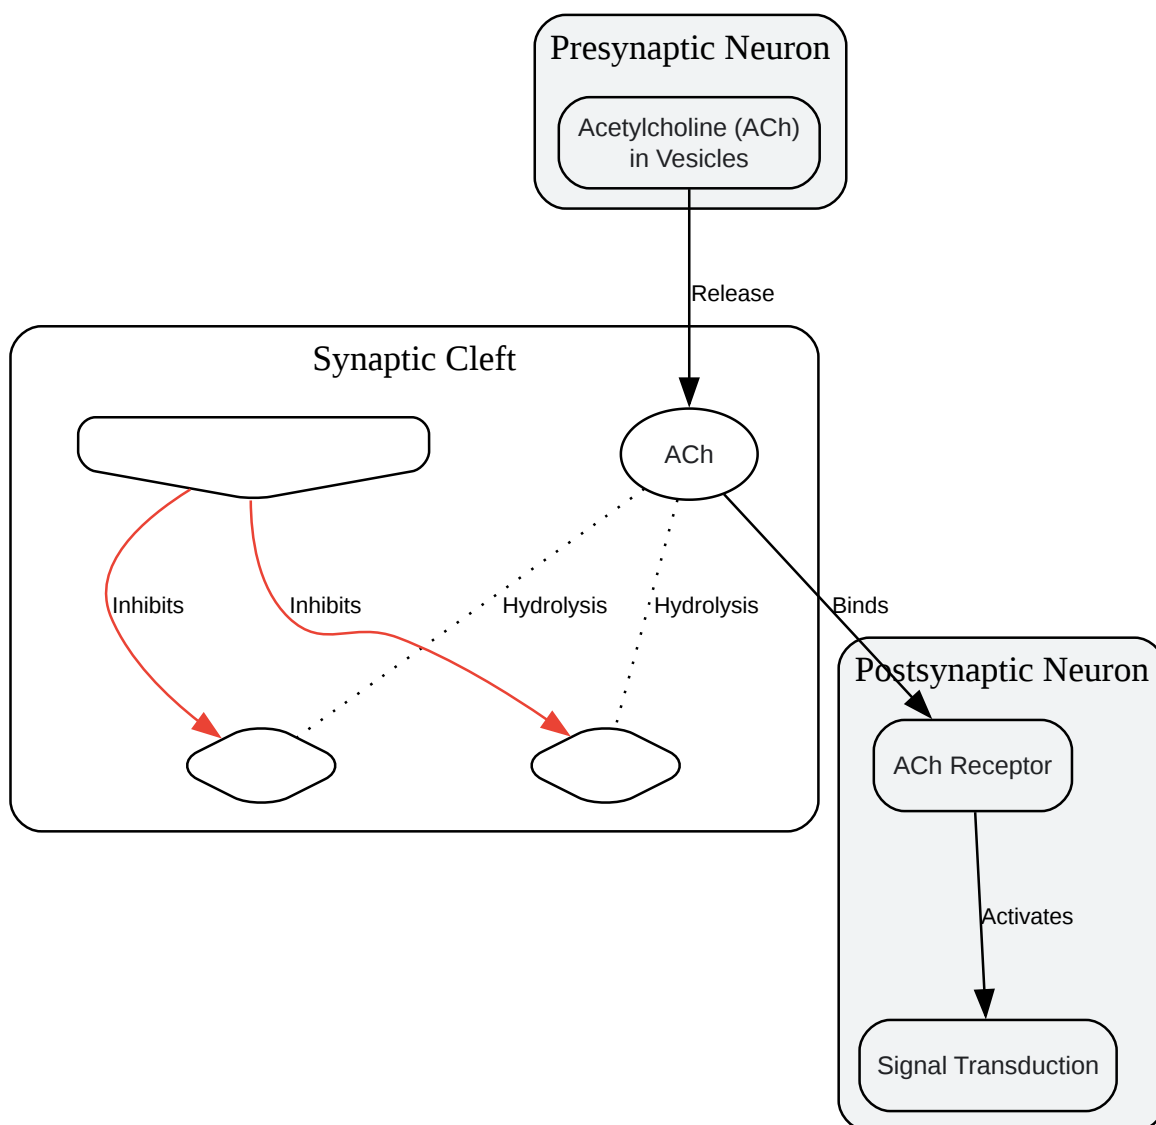 Presynaptic Neuron
Acetylcholine (ACh)
in Vesicles
Release
Synaptic Cleft
ACh
Inhibits
Inhibits
Hydrolysis
Hydrolysis
Binds
Postsynaptic Neuron
ACh Receptor
Activates
Signal Transduction